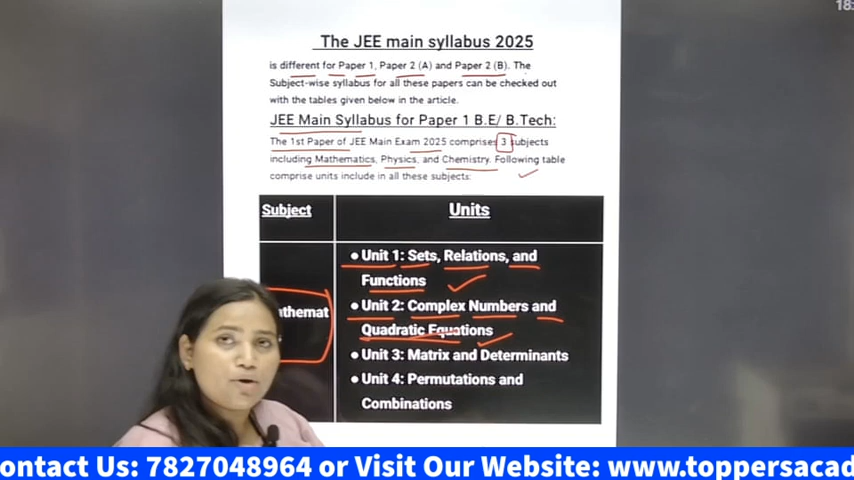 18:
The JEE main syllabus 2025
is different for Paper 1, Paper 2 (A) and Paper 2 (B). The
Subject-wise syllabus for all these papers can be checked out
with the tables given below in the article.
JEE Main Syllabus for Paper 1 B.E/ B.Tech:
The 1st Paper of JEE Main Exam 2025 comprises 3 subjects
including Mathematics, Physics, and Chemistry. Following table
comprise units include in all these subjects:
Subject Units
• Unit 1: Sets, Relations, and
Functions
themat
• Unit 2: Complex Numbers and
Quadratic Equations
• Unit 3: Matrix and Determinants
• Unit 4: Permutations and
Combinations
ontact Us: 7827048964 or Visit Our Website: www.toppersacad